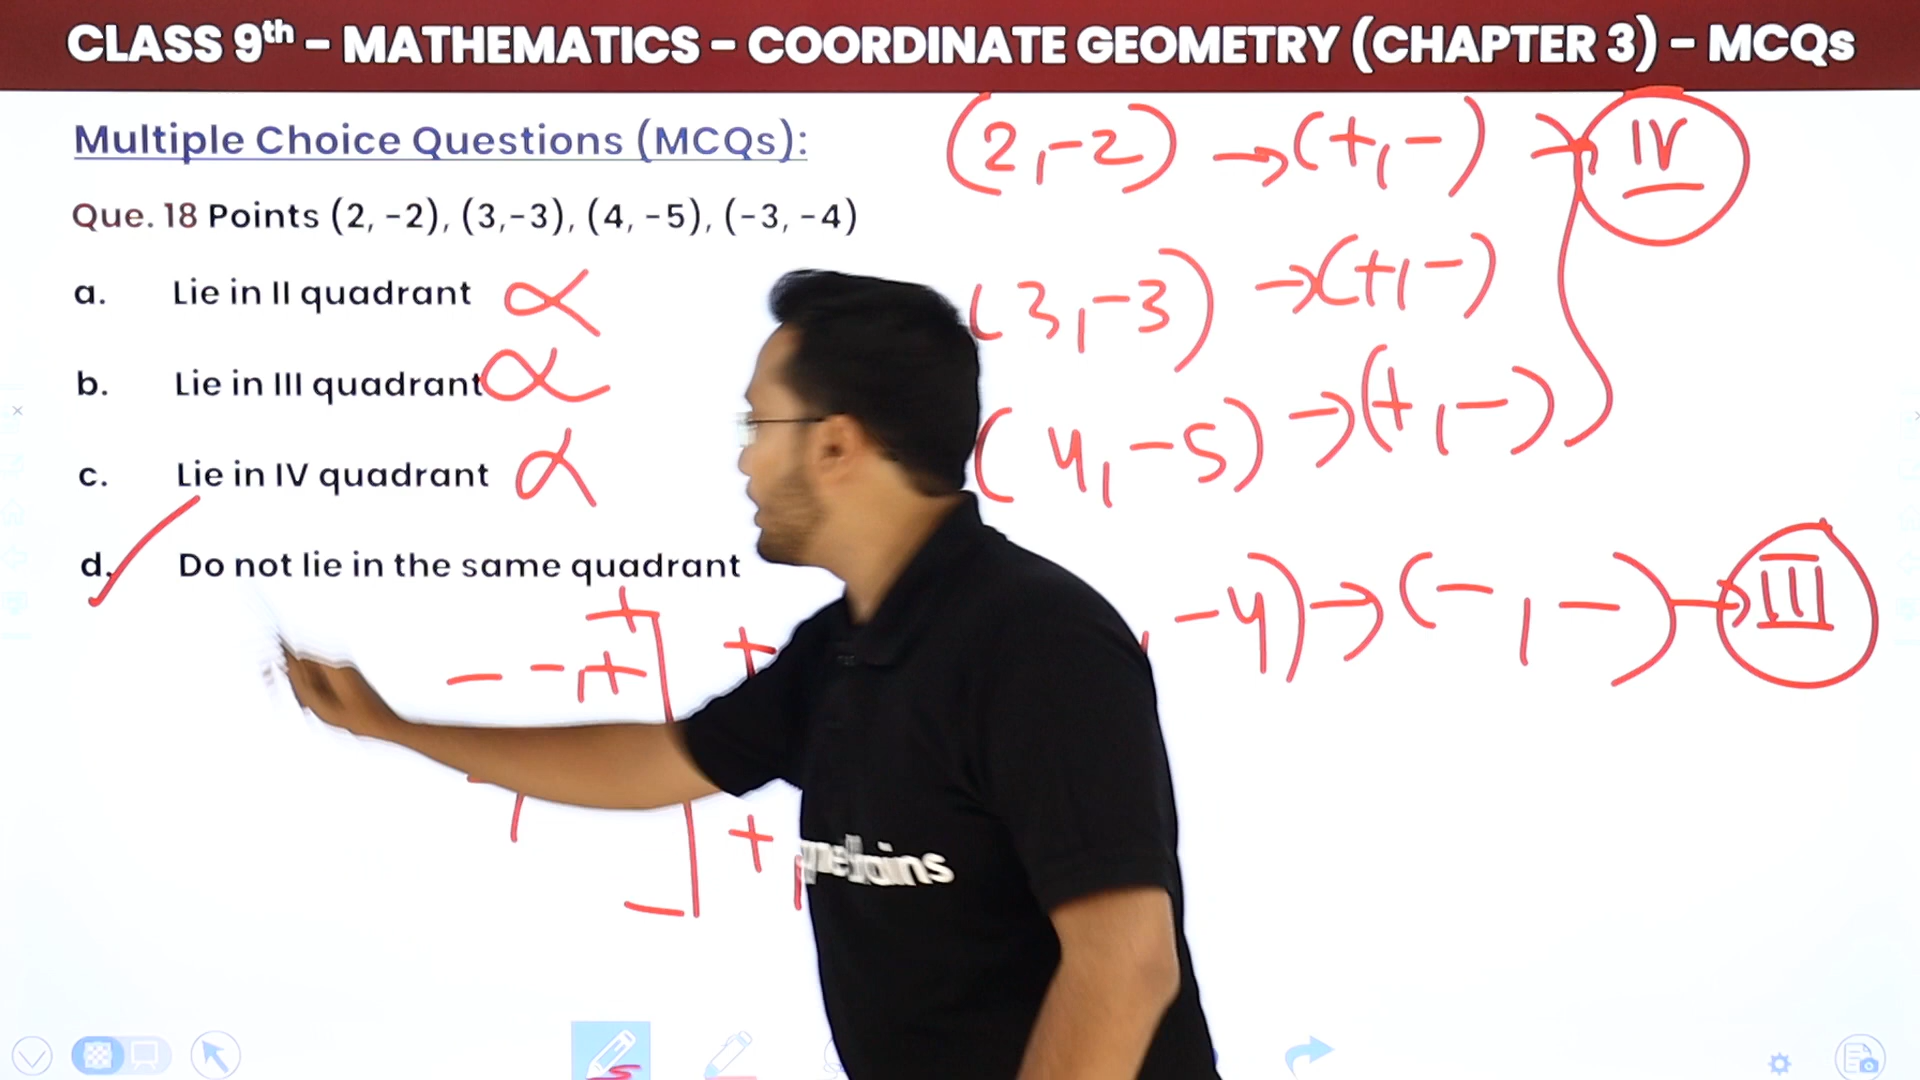 CLASS 9th - MATHEMATICS - COORDINATE GEOMETRY (CHAPTER 3) - MCQs
Multiple Choice Questions (MCQs):
Que. 18 Points (2, -2), (3,-3), (4, -5), (-3, -4)
a. Lie in II quadrant
b. Lie in III quadrant
c. Lie in IV quadrant
d. Do not lie in the same quadrant
(2,-2) → (+,-) → IV
(3,-3) → (+,-)
(4,-5) → (+,-)
-4) → (-,-) → III
+
- -,+ +
+,